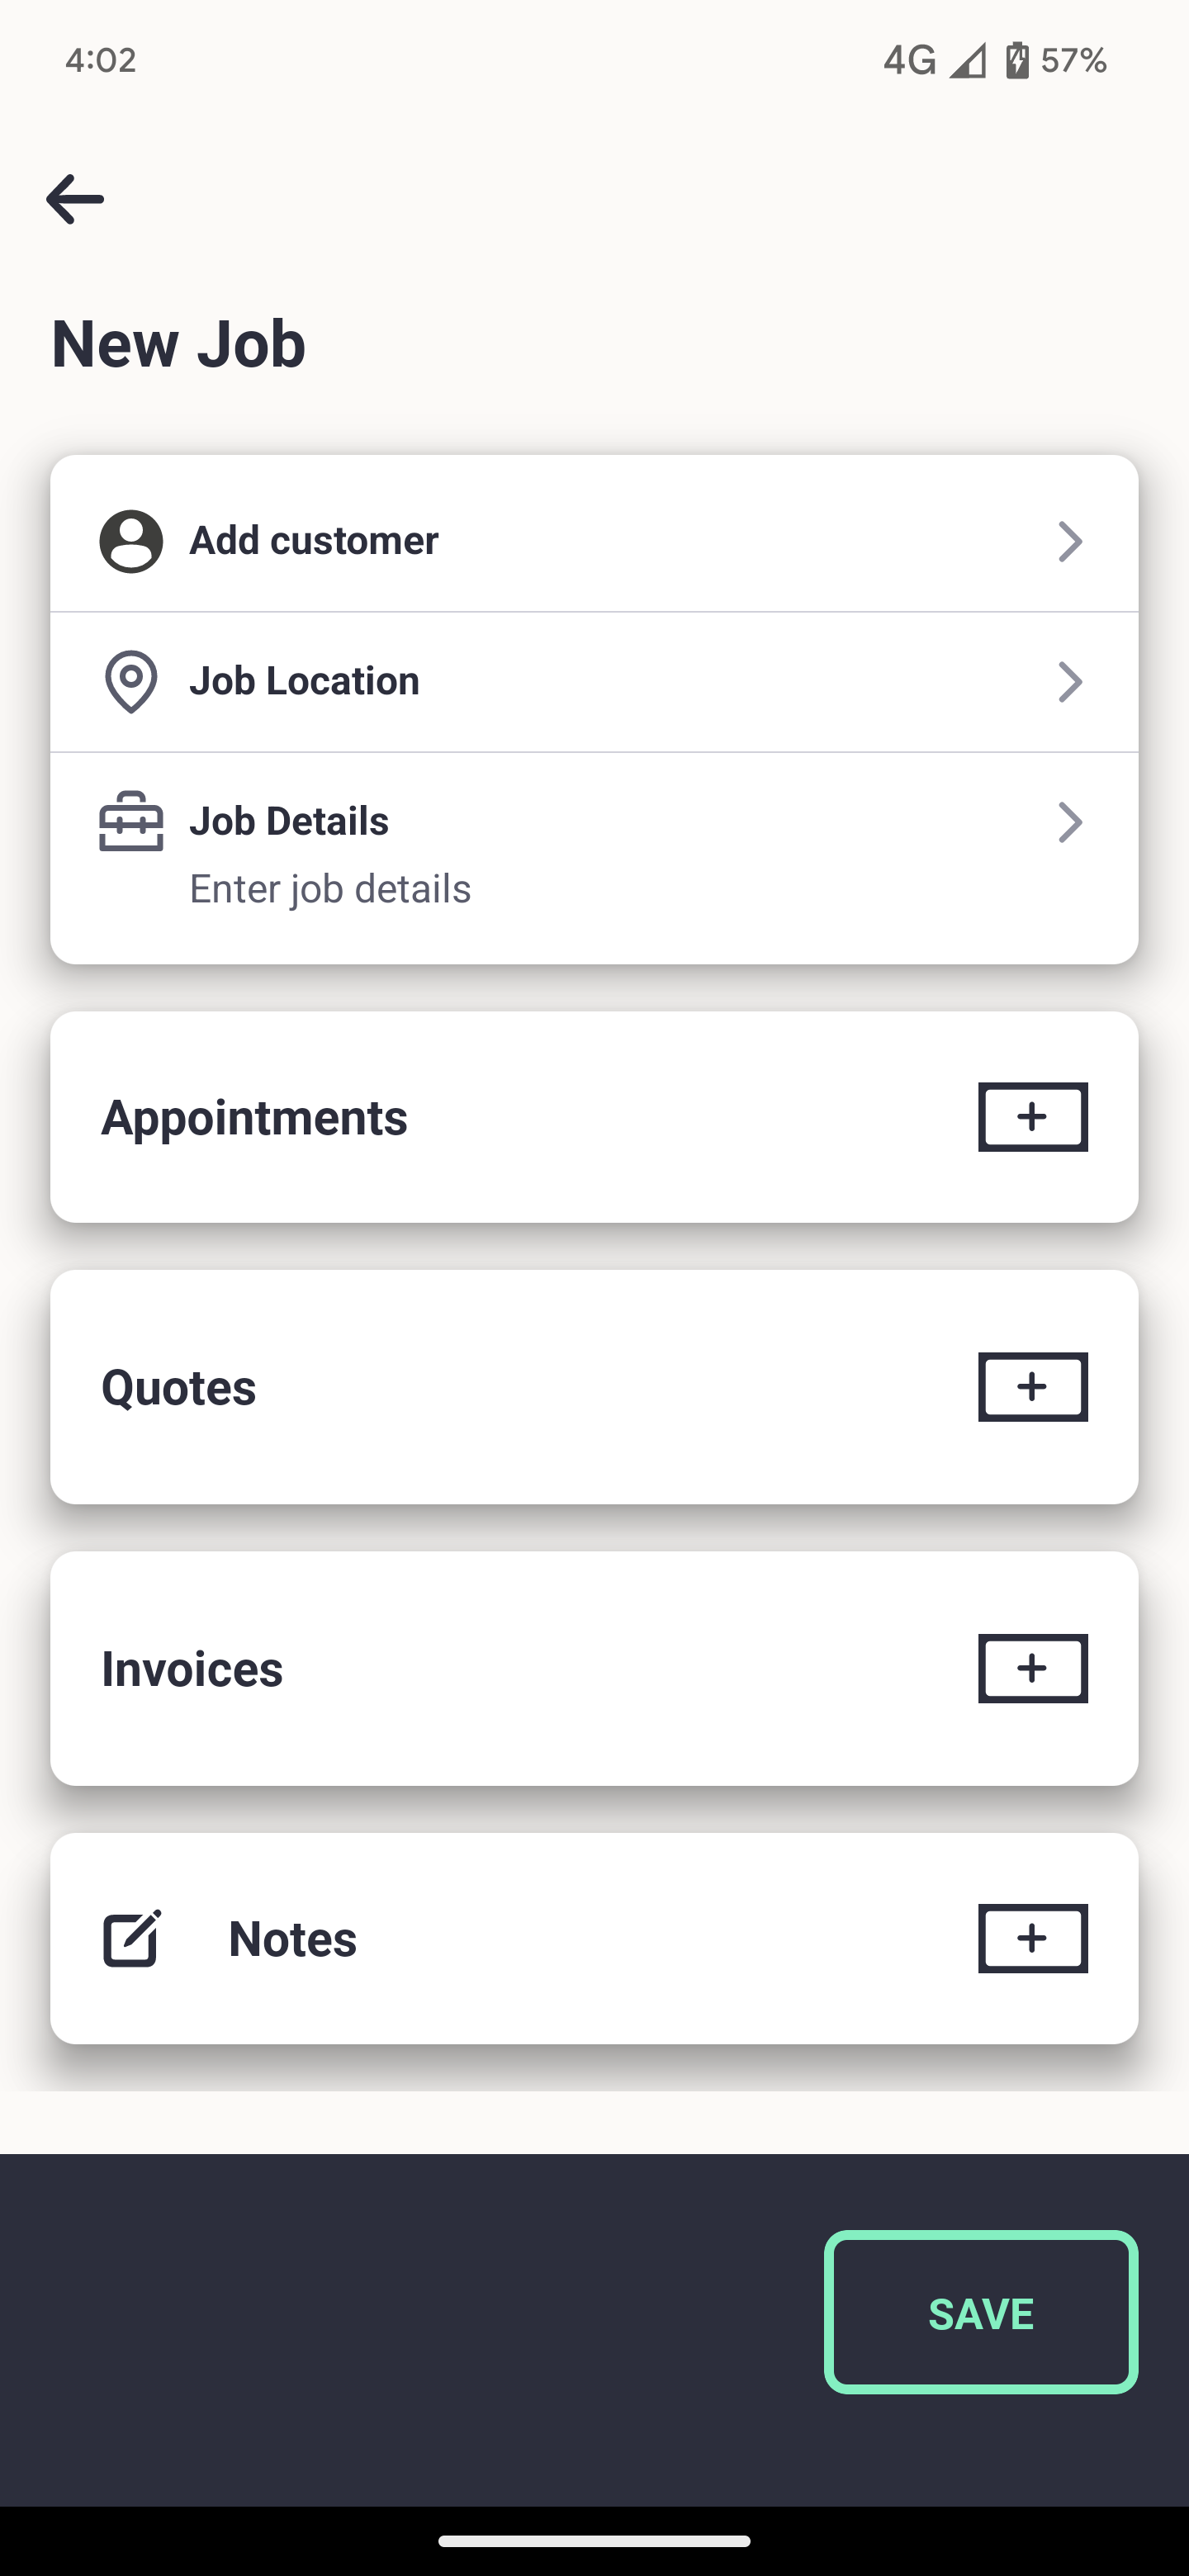 4:02
4G 57%
New Job
Add customer
Job Location
Job Details
Enter job details
Appointments
Quotes
Invoices
Notes
SAVE